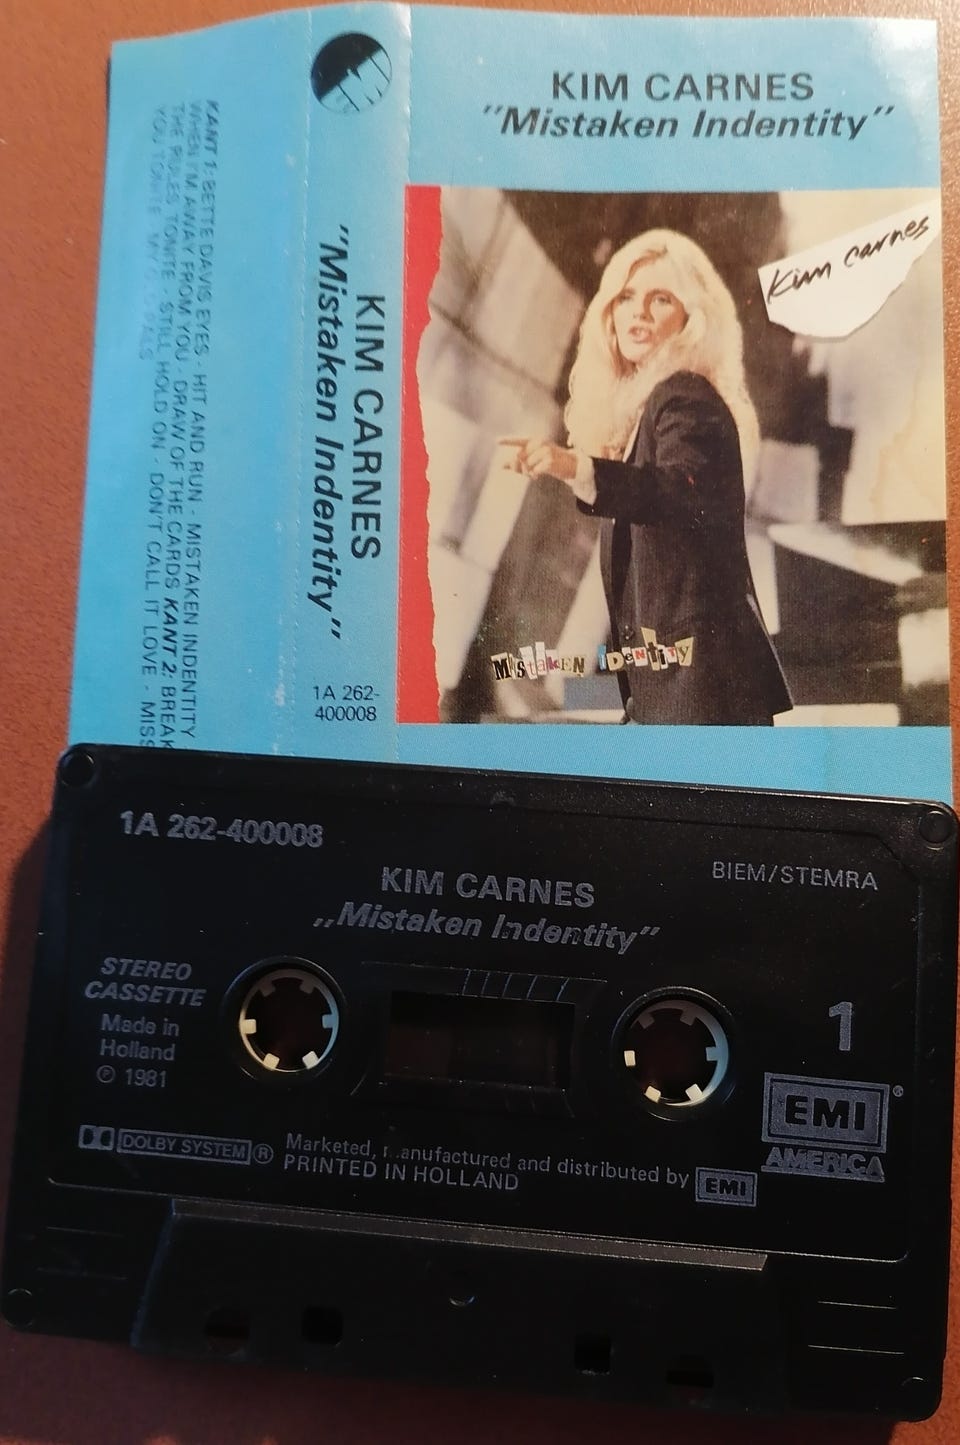 KIM CARNES
"Mistaken Indentity"
Kim Carnes
MistakEN iDENtiTY
KIM CARNES
"Mistaken Indentity"
1A 262-
400008
KANT 1: BETTE DAVIS EYES - HIT AND RUN - MISTAKEN INDENTITY
WHEN I'M AWAY FROM YOU - DRAW OF THE CARDS KANT 2: BREAK
THE RULES TONITE - STILL HOLD ON - DON'T CALL IT LOVE - MISS
YOU TONITE PALS
1A 262-400008
BIEM/STEMRA
KIM CARNES
„Mistaken Indentity"
STEREO
CASSETTE
Made in
Holland
℗ 1981
1
EMI
AMERICA
DOLBY SYSTEM ®
Marketed, manufactured and distributed by EMI
PRINTED IN HOLLAND